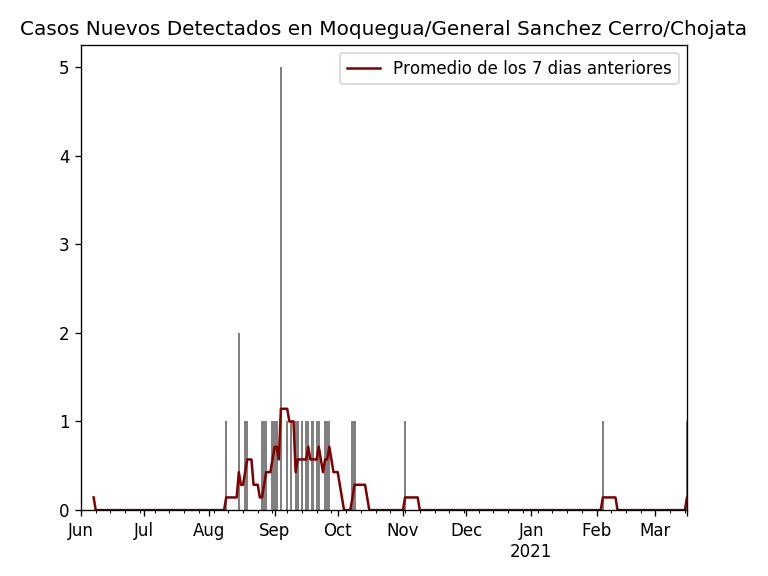 Casos Nuevos Detectados en Moquegua/General Sanchez Cerro/Chojata
Promedio de los 7 dias anteriores
5
4
3
2
1
0
Jun Jul Aug Sep Oct Nov Dec Jan Feb Mar
2021